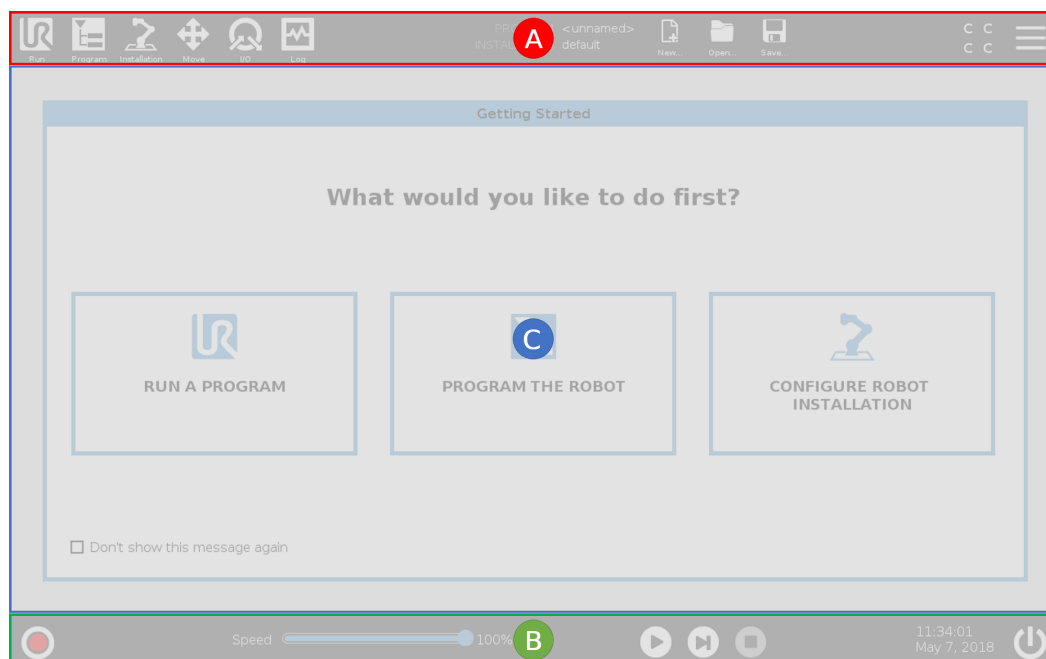 Run Program Installation Move I/O Log
A
<unnamed>
default
New... Open... Save...
C C
C C
Getting Started
What would you like to do first?
C
RUN A PROGRAM
PROGRAM THE ROBOT
CONFIGURE ROBOT
INSTALLATION
Don't show this message again
Speed 100%
B
11:34:01
May 7, 2018